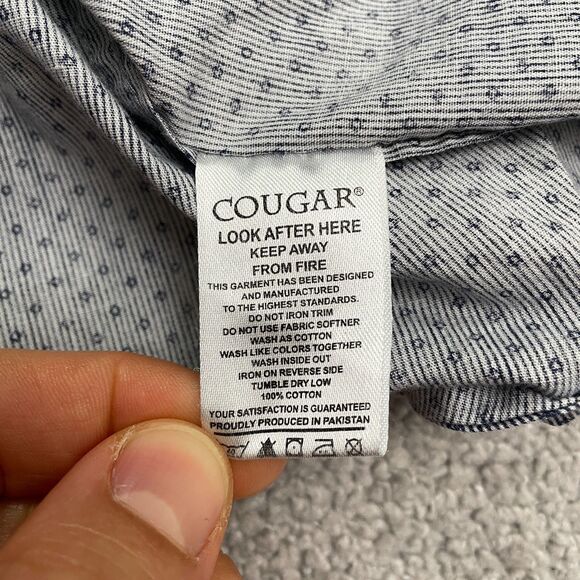 COUGAR®
LOOK AFTER HERE
KEEP AWAY
FROM FIRE
THIS GARMENT HAS BEEN DESIGNED
AND MANUFACTURED
TO THE HIGHEST STANDARDS.
DO NOT IRON TRIM
DO NOT USE FABRIC SOFTNER
WASH AS COTTON
WASH LIKE COLORS TOGETHER
WASH INSIDE OUT
IRON ON REVERSE SIDE
TUMBLE DRY LOW
100% COTTON
YOUR SATISFACTION IS GUARANTEED
PROUDLY PRODUCED IN PAKISTAN
40